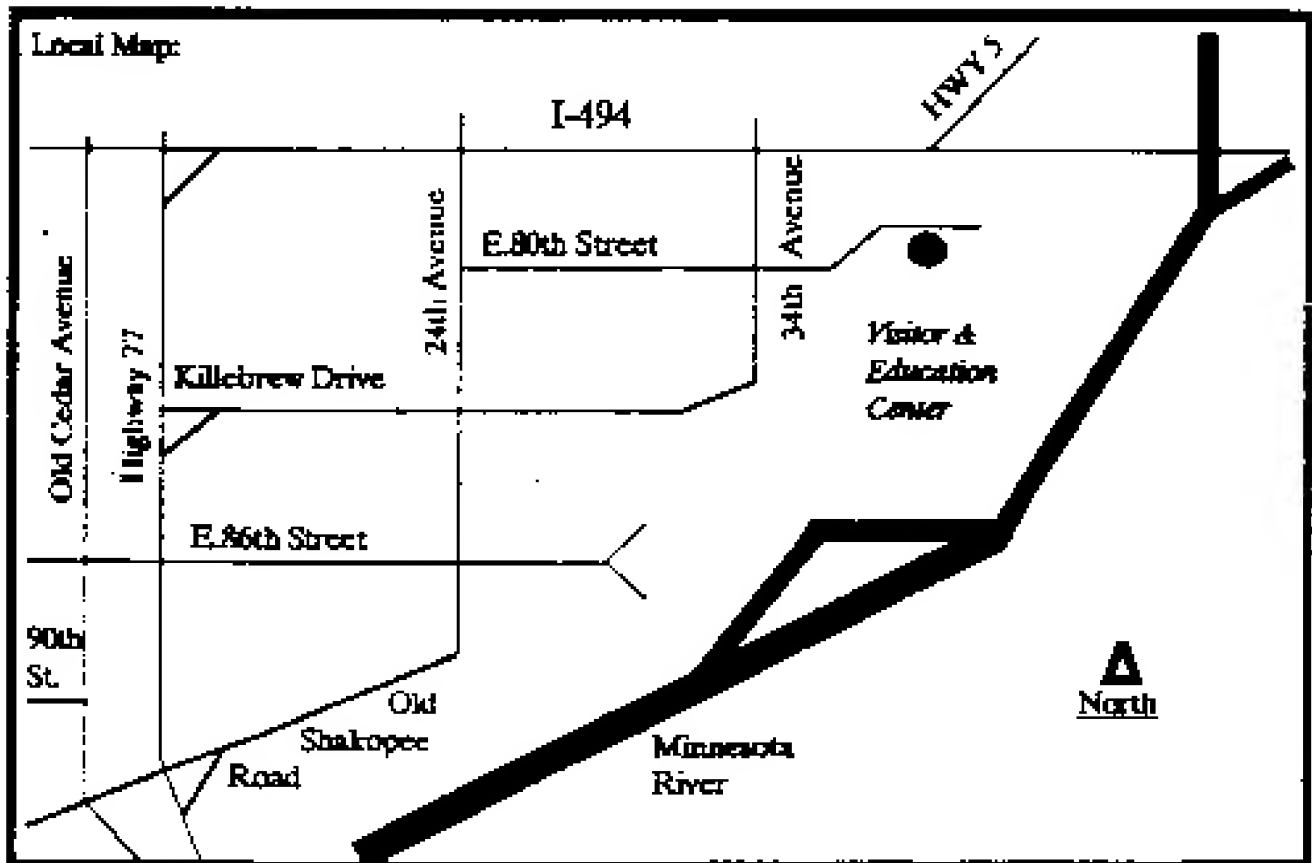 Local Map:
HWY 5
I-494
Old Cedar Avenue
Highway 77
24th Avenue
34th Avenue
E.80th Street
Visitor &
Education
Center
Killebrew Drive
E.86th Street
90th
St.
Old
Shakopee
Road
Minnesota
River
North